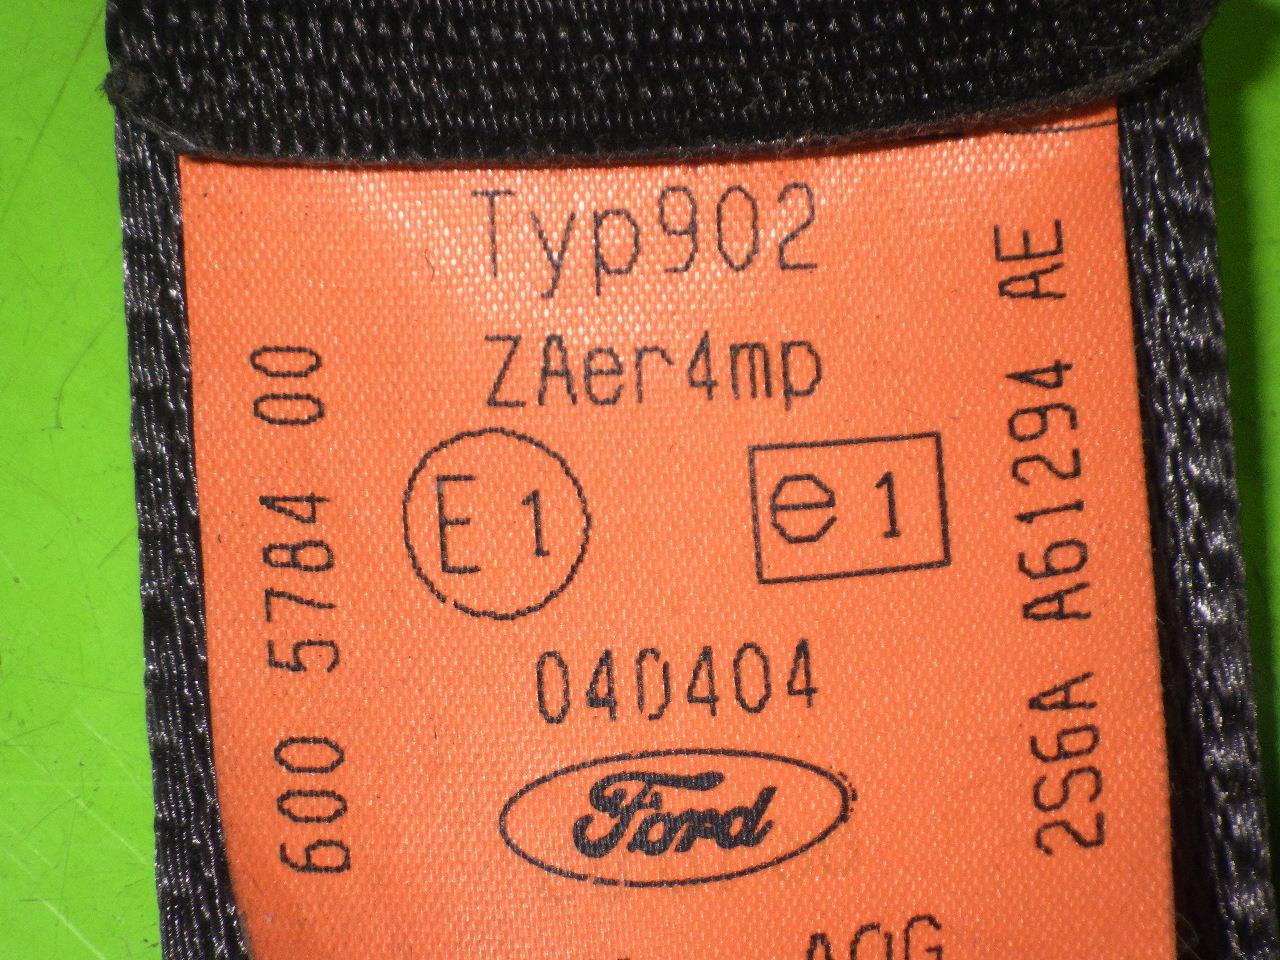 Typ902
ZAer4mp
E 1
e 1
040404
Ford
600 5784 00
2S6A A61294 AE